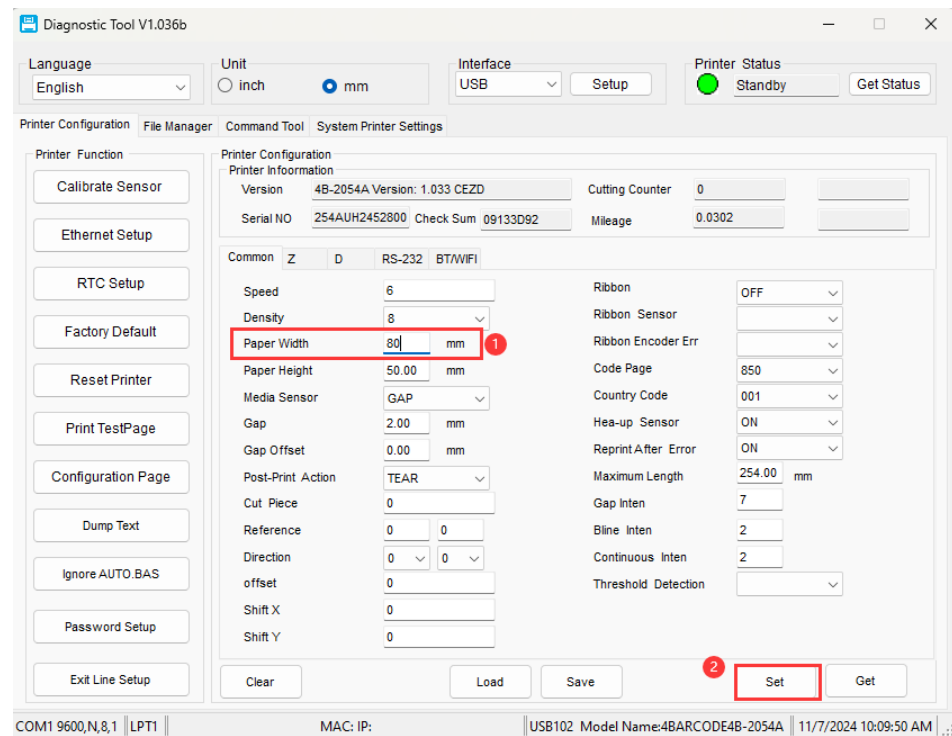 Diagnostic Tool V1.036b
Language
Unit
Interface
Printer Status
English
inch
mm
USB
Setup
Standby
Get Status
Printer Configuration
File Manager
Command Tool
System Printer Settings
Printer Function
Calibrate Sensor
Ethernet Setup
RTC Setup
Factory Default
Reset Printer
Print TestPage
Configuration Page
Dump Text
Ignore AUTO.BAS
Password Setup
Exit Line Setup
Printer Configuration
Printer Infoormation
Version 4B-2054A Version: 1.033 CEZD Cutting Counter 0
Serial NO 254AUH2452800 Check Sum 09133D92 Mileage 0.0302
Common Z D RS-232 BT/WIFI
Speed 6
Density 8
Paper Width 80 mm 1
Paper Height 50.00 mm
Media Sensor GAP
Gap 2.00 mm
Gap Offset 0.00 mm
Post-Print Action TEAR
Cut Piece 0
Reference 0 0
Direction 0 0
offset 0
Shift X 0
Shift Y 0
Ribbon OFF
Ribbon Sensor
Ribbon Encoder Err
Code Page 850
Country Code 001
Hea-up Sensor ON
Reprint After Error ON
Maximum Length 254.00 mm
Gap Inten 7
Bline Inten 2
Continuous Inten 2
Threshold Detection
2
Clear Load Save Set Get
COM1 9600,N,8,1 LPT1 MAC: IP: USB102 Model Name:4BARCODE4B-2054A 11/7/2024 10:09:50 AM